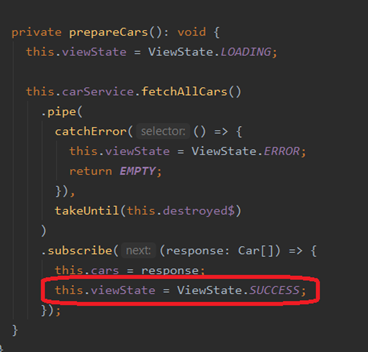 private prepareCars(): void {
this.viewState = ViewState.LOADING;
this.carService.fetchAllCars()
.pipe(
catchError( selector: () => {
this.viewState = ViewState.ERROR;
return EMPTY;
}),
takeUntil(this.destroyed$)
)
.subscribe( next: (response: Car[]) => {
this.cars = response;
this.viewState = ViewState.SUCCESS;
});
}
}